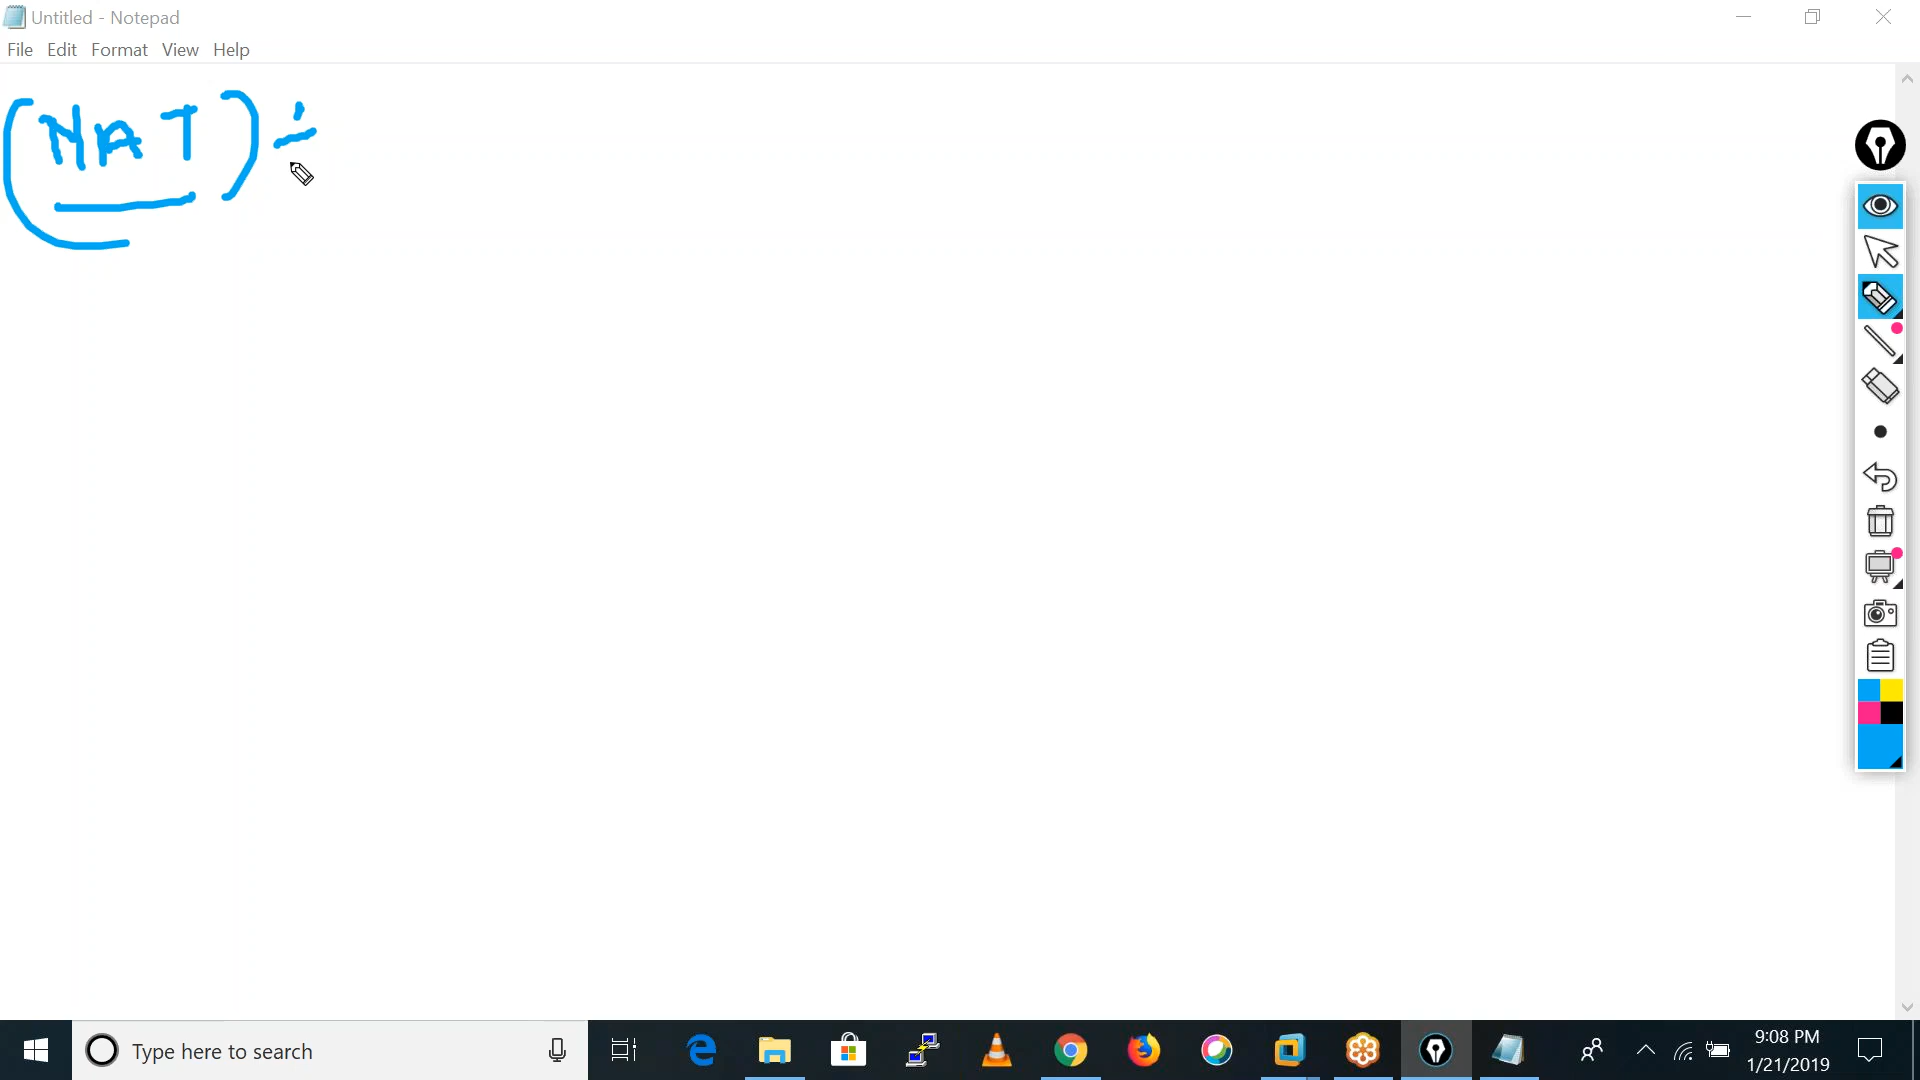 Untitled - Notepad
File Edit Format View Help
(NAT) ÷
Type here to search
9:08 PM
1/21/2019